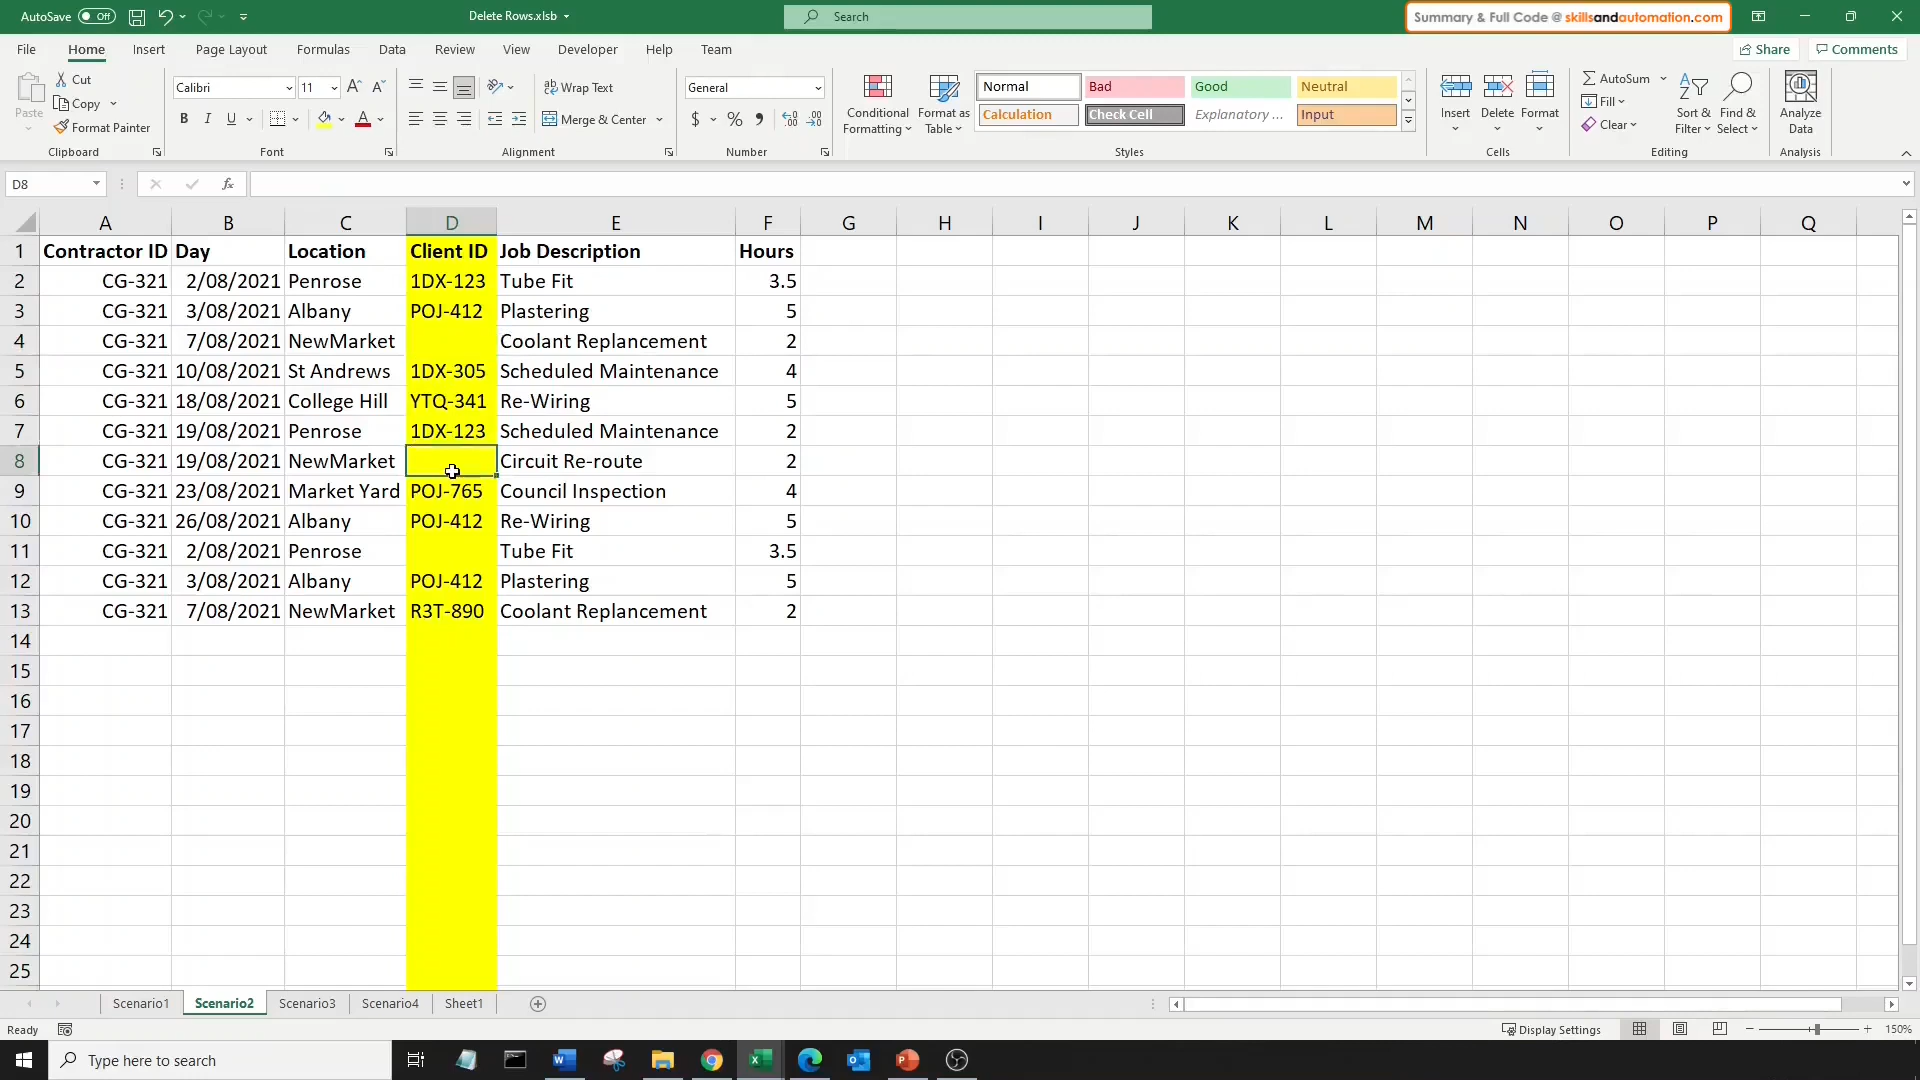 AutoSave Off Delete Rows.xlsb Search Summary & Full Code @ skillsandautomation.com
File Home Insert Page Layout Formulas Data Review View Developer Help Team Share Comments
Paste Cut Copy Format Painter Clipboard
Calibri 11 B I U A Font
Wrap Text Merge & Center Alignment
General $ % Number
Conditional Formatting Format as Table
Normal Bad Good Neutral
Calculation Check Cell Explanatory ... Input
Styles
Insert Delete Format Cells
AutoSum Fill Clear Sort & Filter Find & Select Editing
Analyze Data Analysis
D8 fx
A B C D E F G H I J K L M N O P Q
1 Contractor ID Day Location Client ID Job Description Hours
2 CG-321 2/08/2021 Penrose 1DX-123 Tube Fit 3.5
3 CG-321 3/08/2021 Albany POJ-412 Plastering 5
4 CG-321 7/08/2021 NewMarket Coolant Replancement 2
5 CG-321 10/08/2021 St Andrews 1DX-305 Scheduled Maintenance 4
6 CG-321 18/08/2021 College Hill YTQ-341 Re-Wiring 5
7 CG-321 19/08/2021 Penrose 1DX-123 Scheduled Maintenance 2
8 CG-321 19/08/2021 NewMarket Circuit Re-route 2
9 CG-321 23/08/2021 Market Yard POJ-765 Council Inspection 4
10 CG-321 26/08/2021 Albany POJ-412 Re-Wiring 5
11 CG-321 2/08/2021 Penrose Tube Fit 3.5
12 CG-321 3/08/2021 Albany POJ-412 Plastering 5
13 CG-321 7/08/2021 NewMarket R3T-890 Coolant Replancement 2
14
15
16
17
18
19
20
21
22
23
24
25
Scenario1 Scenario2 Scenario3 Scenario4 Sheet1
Ready Display Settings 150%
Type here to search